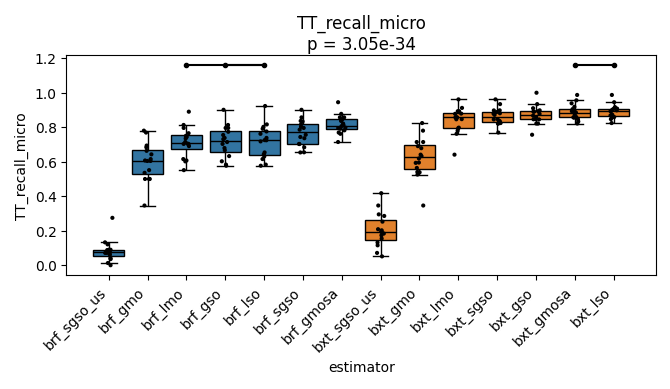 TT_recall_micro
p = 3.05e-34
TT_recall_micro
1.2
1.0
0.8
0.6
0.4
0.2
0.0
brf_sgso_us
brf_gmo
brf_lmo
brf_gso
brf_lso
brf_sgso
brf_gmosa
bxt_sgso_us
bxt_gmo
bxt_lmo
bxt_sgso
bxt_gso
bxt_gmosa
bxt_lso
estimator